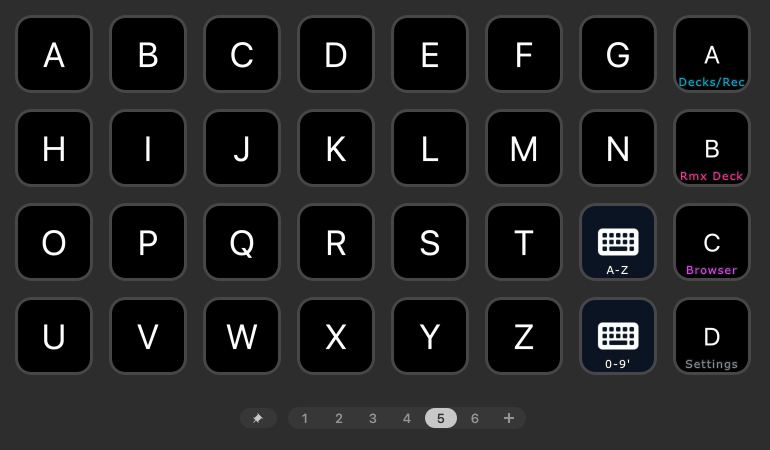 A B C D E F G A
Decks/Rec
H I J K L M N B
Rmx Deck
O P Q R S T C
A-Z Browser
U V W X Y Z D
0-9' Settings
1 2 3 4 5 6 +